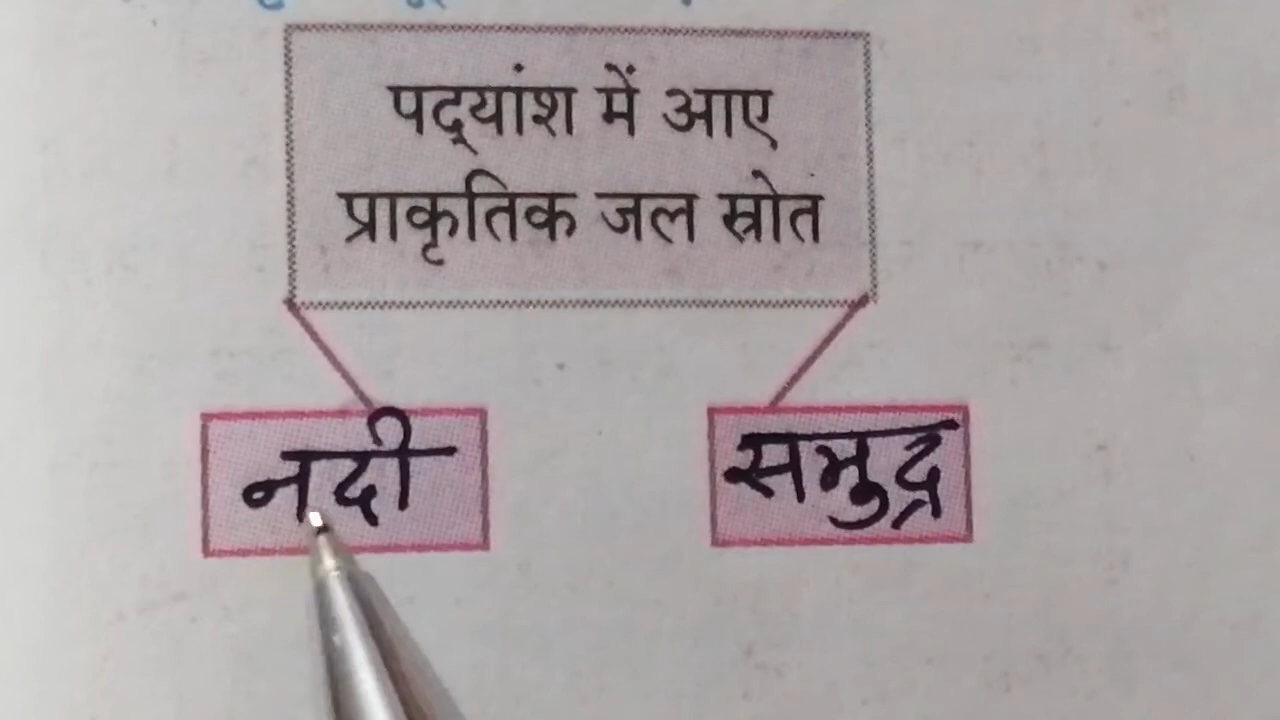 पद्यांश में आए
प्राकृतिक जल स्रोत
नदी
समुद्र